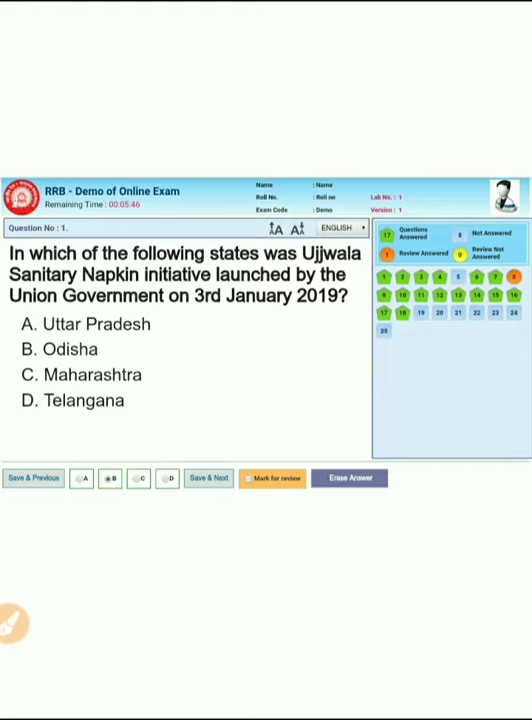 RRB - Demo of Online Exam
Remaining Time : 00:05:46
Name : Name
Roll No. : Roll no
Exam Code : Demo
Lab No. : 1
Version : 1
Question No : 1.
A A
ENGLISH
In which of the following states was Ujjwala
Sanitary Napkin initiative launched by the
Union Government on 3rd January 2019?
A. Uttar Pradesh
B. Odisha
C. Maharashtra
D. Telangana
17 Questions Answered
8 Not Answered
1 Review Answered
0 Review Not Answered
1 2 3 4 5 6 7 8
9 10 11 12 13 14 15 16
17 18 19 20 21 22 23 24
25
Save & Previous A B C D Save & Next Mark for review Erase Answer